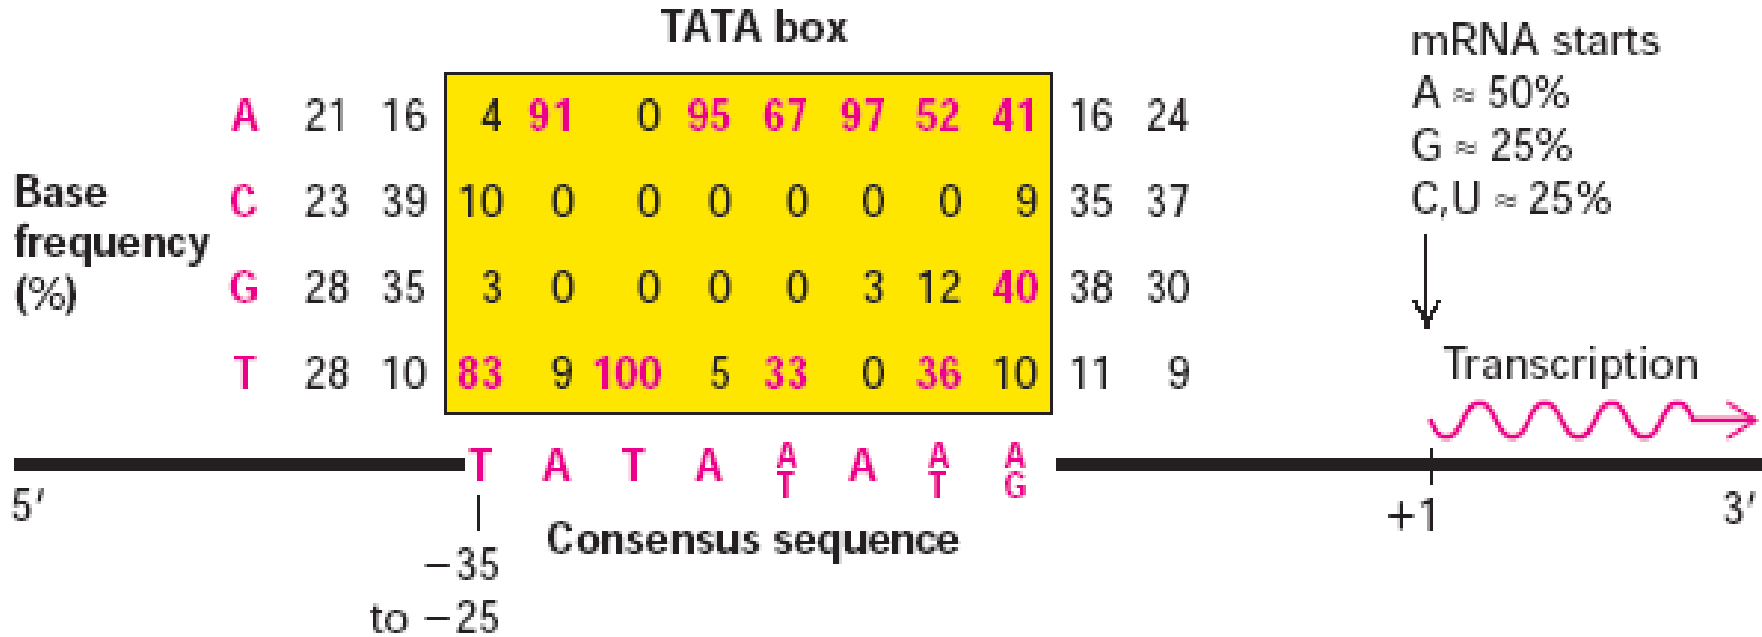 TATA box
mRNA starts
A ≈ 50%
G ≈ 25%
C,U ≈ 25%
Base
frequency
(%)
A 21 16 4 91 0 95 67 97 52 41 16 24
C 23 39 10 0 0 0 0 0 0 9 35 37
G 28 35 3 0 0 0 0 3 12 40 38 30
T 28 10 83 9 100 5 33 0 36 10 11 9
Transcription
T A T A A/T A A/T A/G
5′
+1
3′
Consensus sequence
−35
to −25